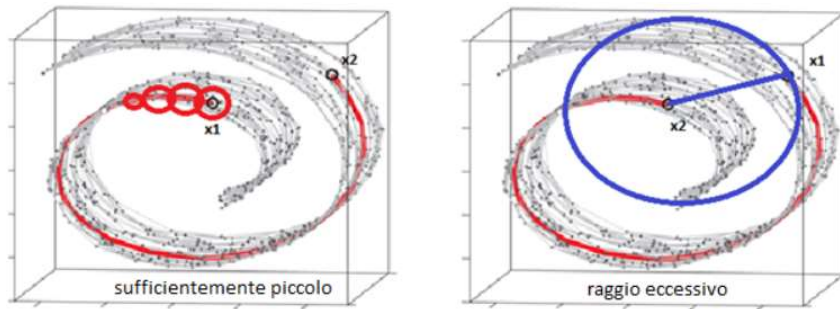 x2
x1
sufficientemente piccolo
x1
x2
raggio eccessivo